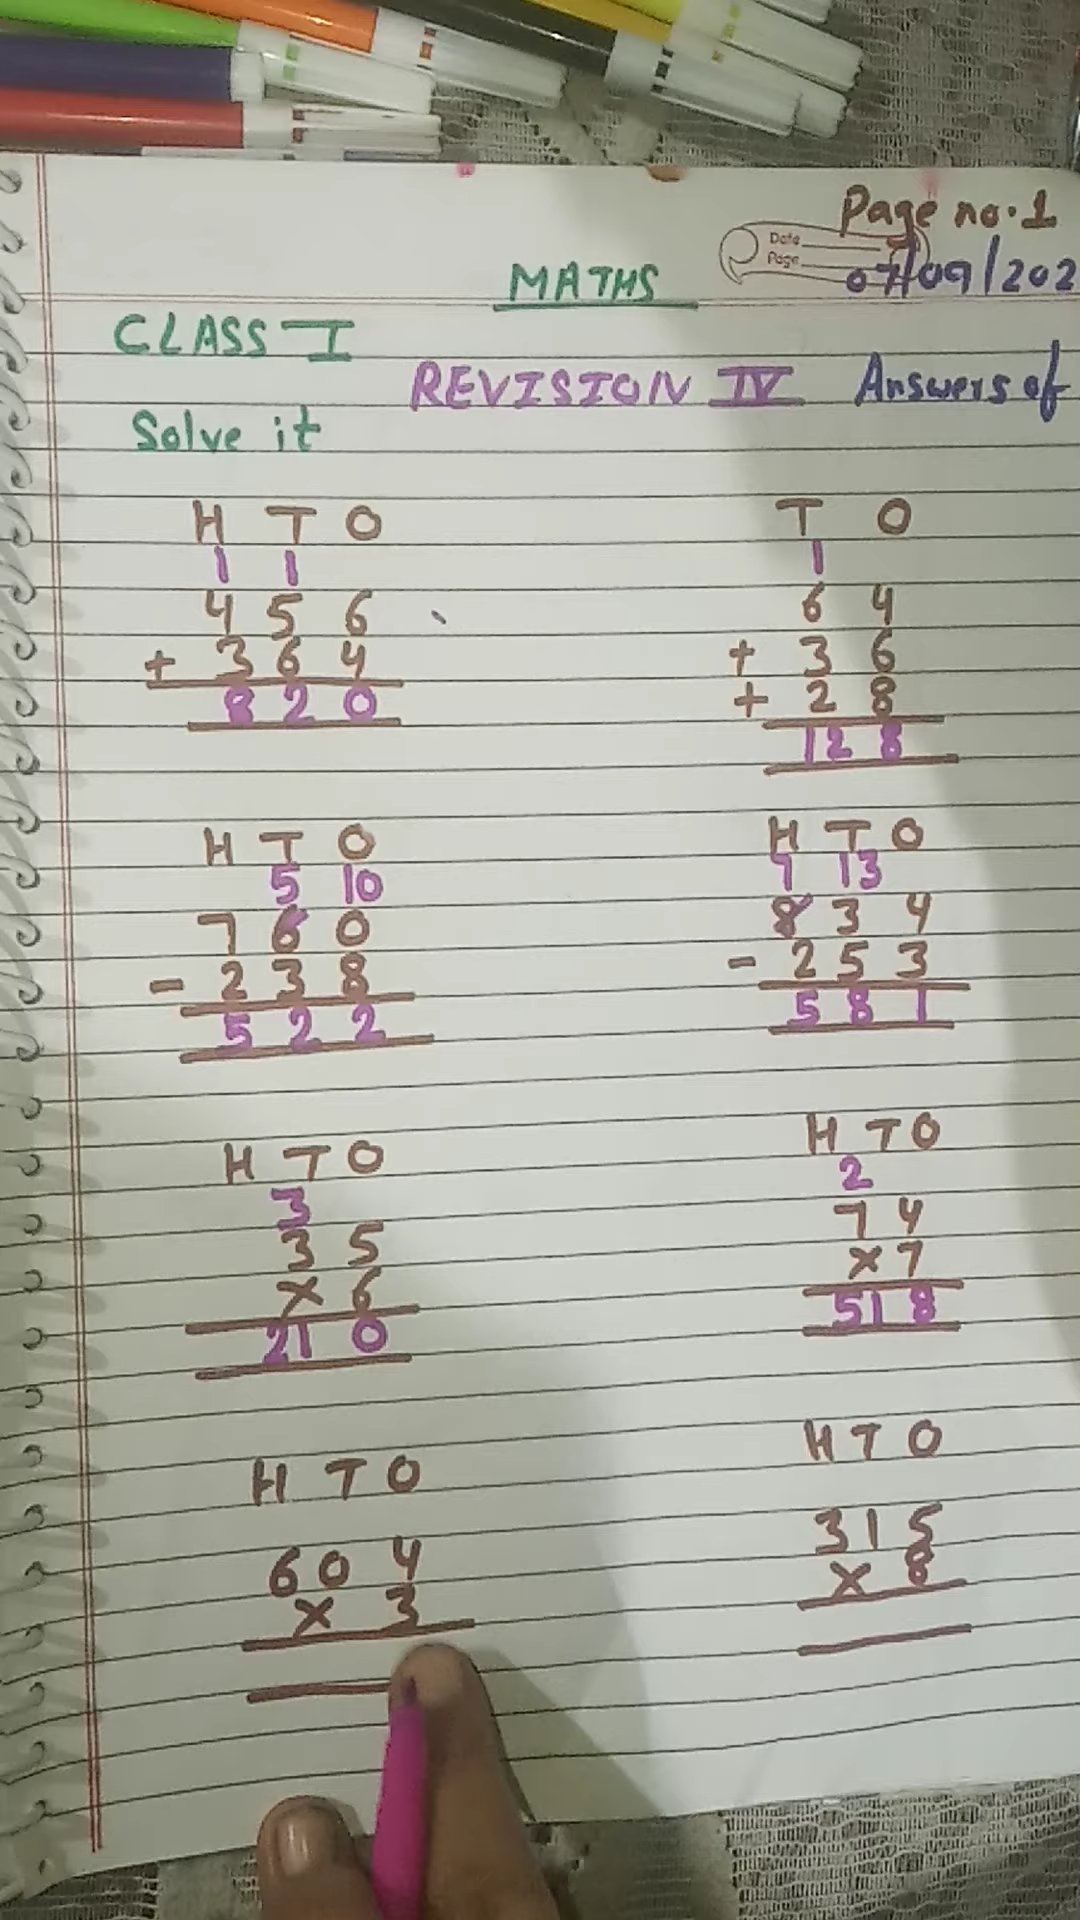 Page no. 1
Date
Page
07/09/202
MATHS
CLASS I
REVISION IV Answers of
Solve it
H T O
1 1
4 5 6
+ 3 6 4
8 2 0
T O
1
6 4
+ 3 6
+ 2 8
12 8
H T O
5 10
7 6 0
- 2 3 8
5 2 2
H T O
7 13
8 3 4
- 2 5 3
5 8 1
H T O
3
3 5
× 6
21 0
H T O
2
7 4
× 7
51 8
H T O
6 0 4
× 3
H T O
3 1 5
× 8